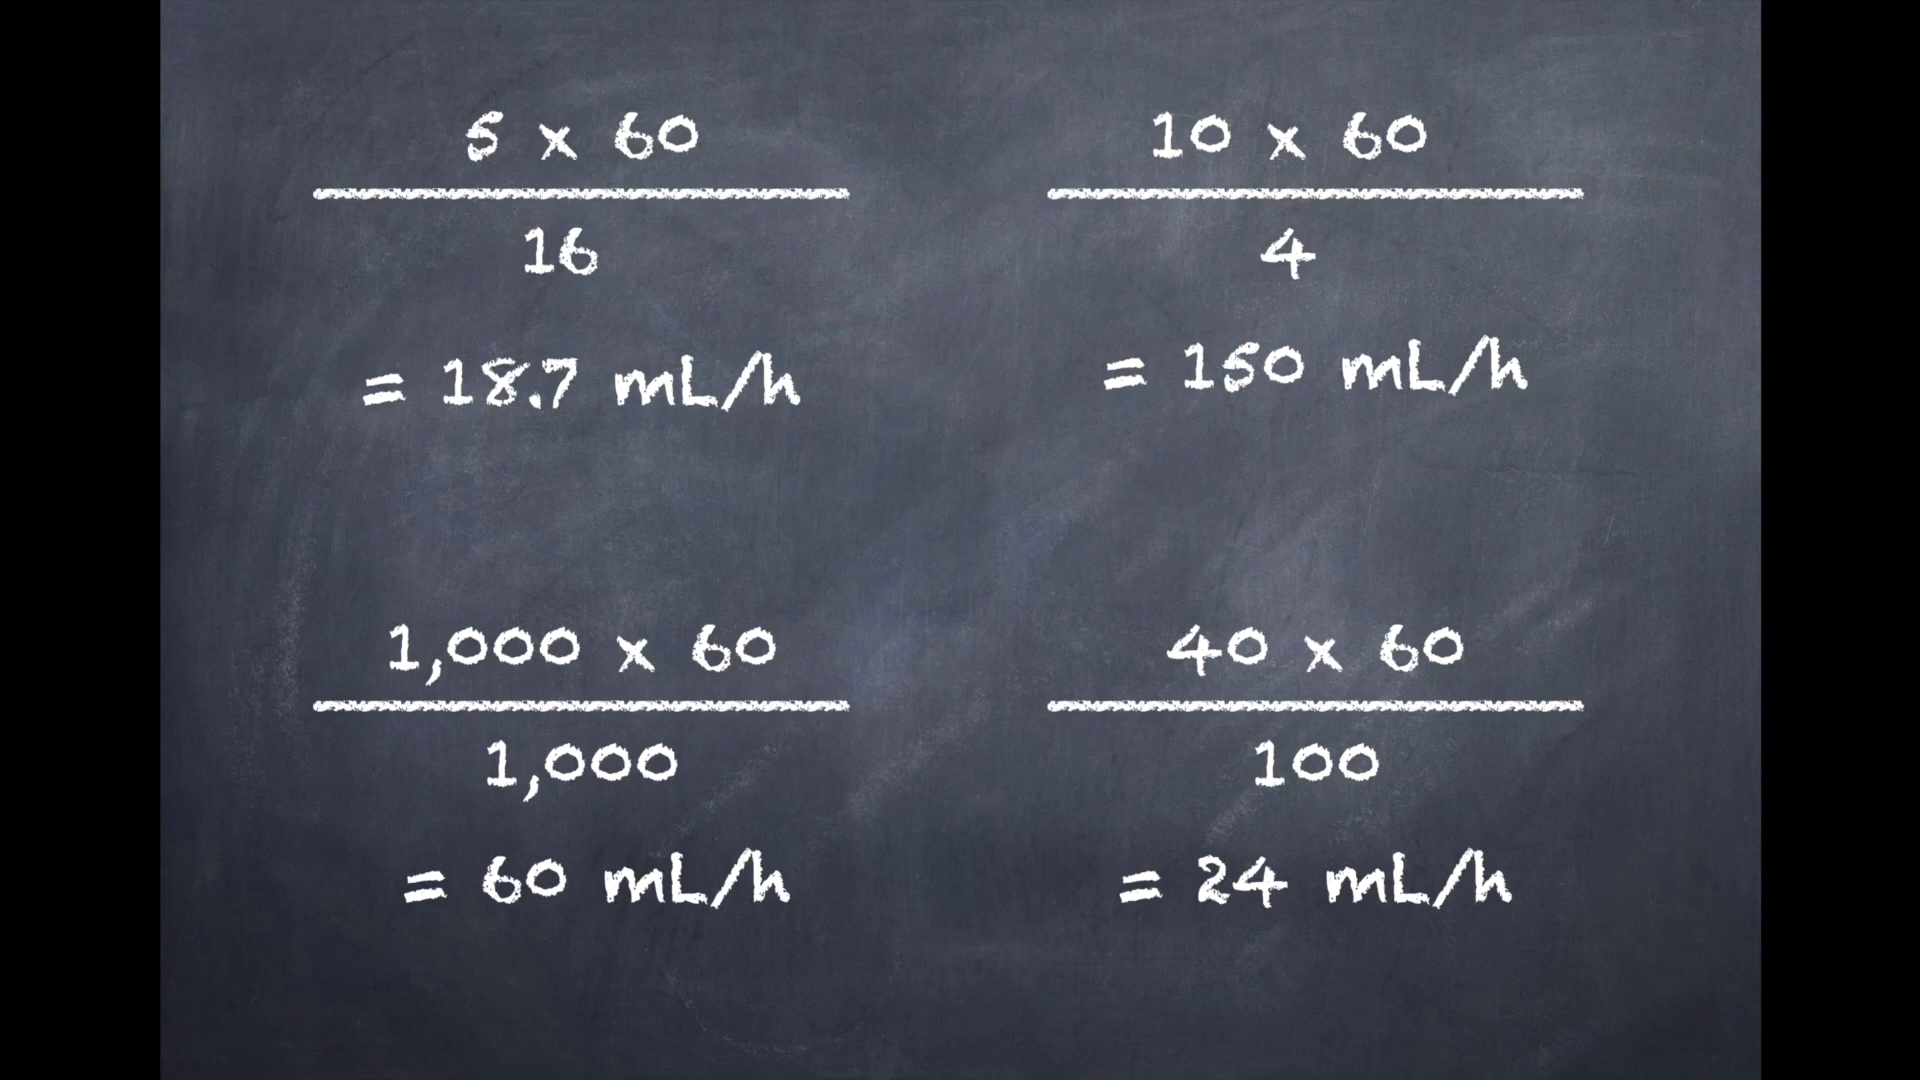 5 x 60
16
= 18.7 mL/h
10 x 60
4
= 150 mL/h
1,000 x 60
1,000
= 60 mL/h
40 x 60
100
= 24 mL/h